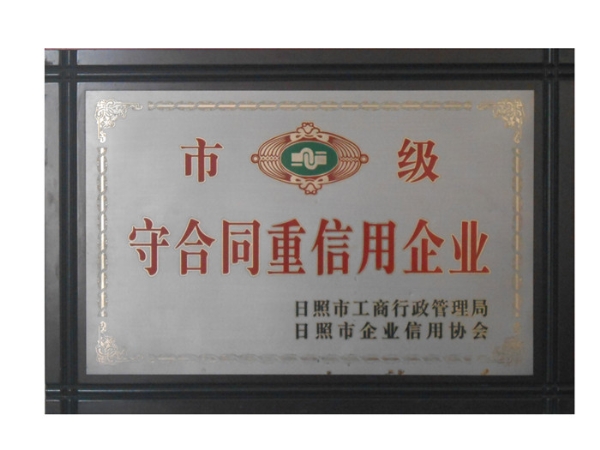 市 级
守合同重信用企业
日照市工商行政管理局
日照市企业信用协会